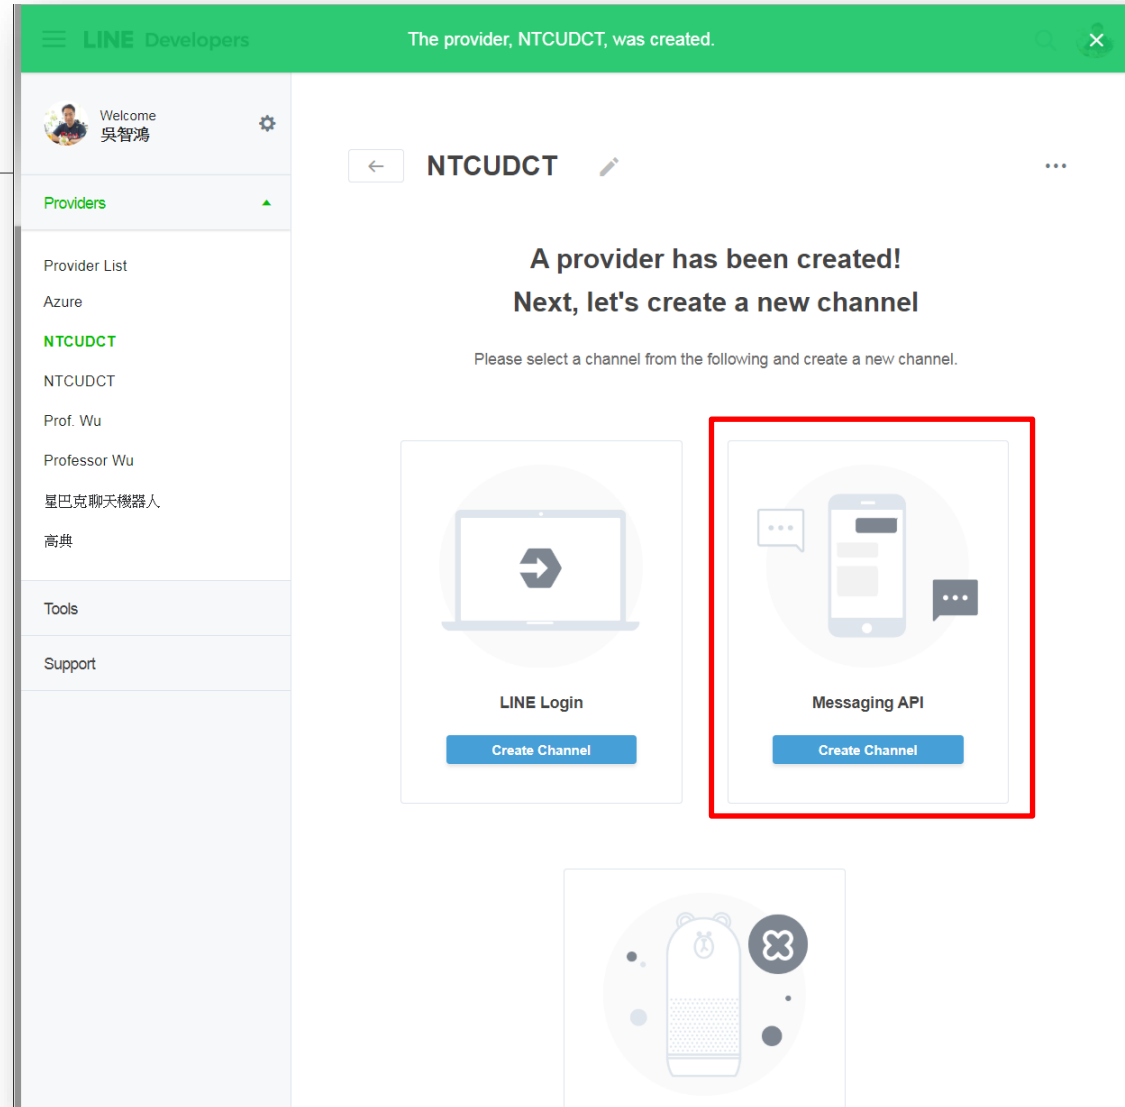 LINE Developers
The provider, NTCUDCT, was created.
Welcome
吳智鴻
NTCUDCT
Providers
Provider List
Azure
NTCUDCT
NTCUDCT
Prof. Wu
Professor Wu
星巴克聊天機器人
高典
Tools
Support
A provider has been created!
Next, let's create a new channel
Please select a channel from the following and create a new channel.
LINE Login
Create Channel
Messaging API
Create Channel